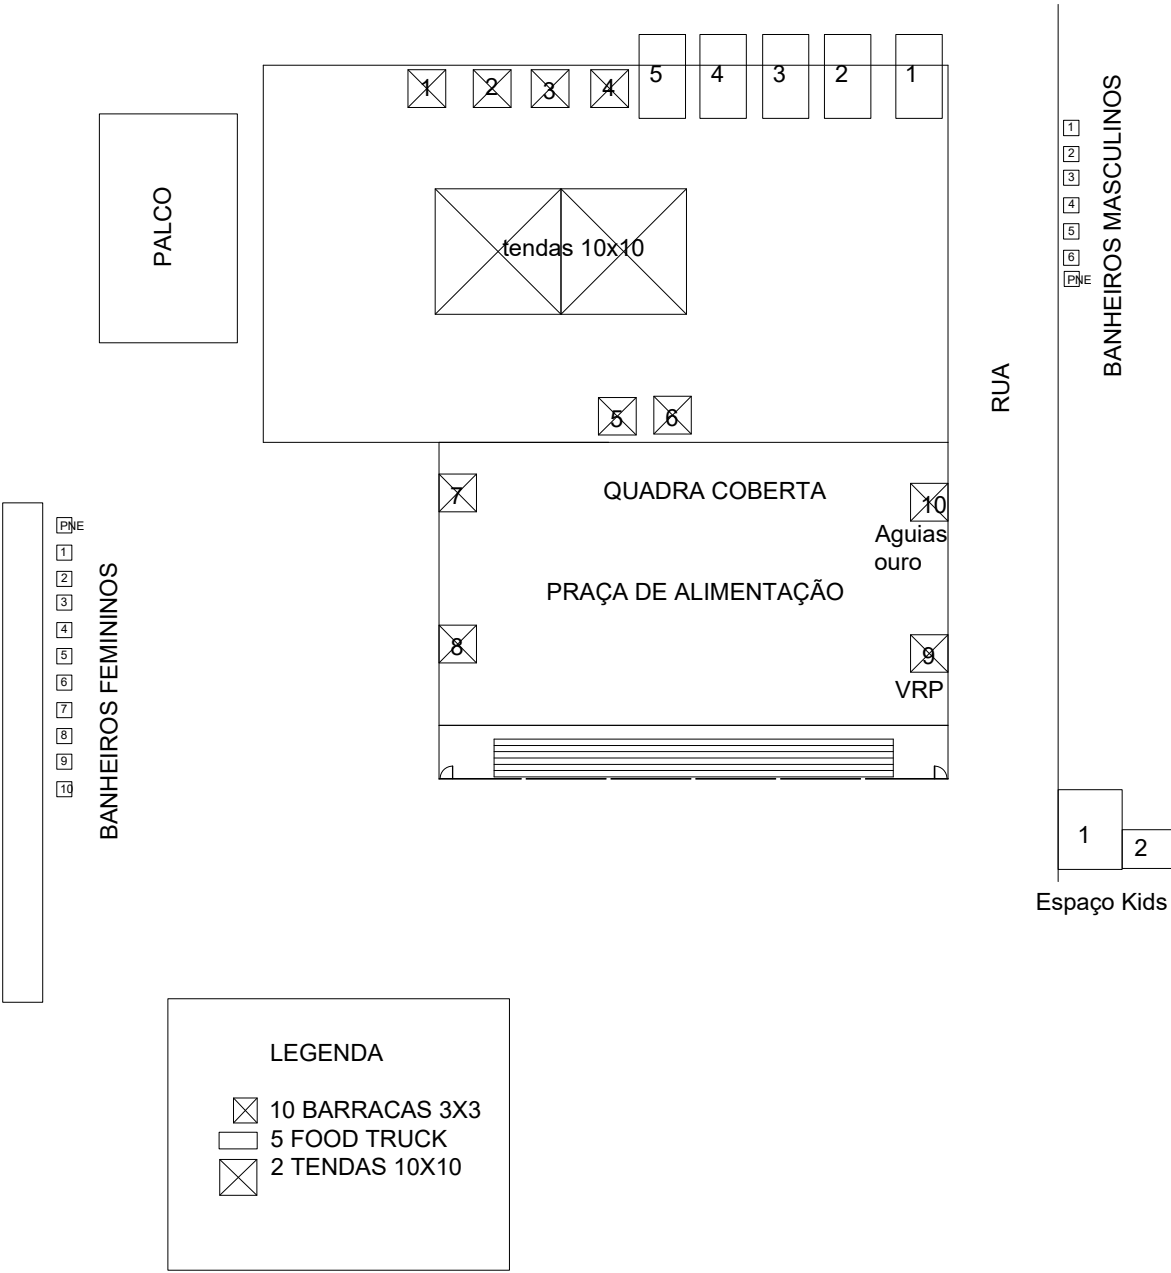 5
4
3
2
1
1
2
3
4
PALCO
tendas 10x10
1
2
3
4
5
6
PNE
BANHEIROS MASCULINOS
RUA
5
6
7
QUADRA COBERTA
10
Aguias
ouro
PRAÇA DE ALIMENTAÇÃO
8
9
VRP
PNE
1
2
3
4
5
6
7
8
9
10
BANHEIROS FEMININOS
1
2
Espaço Kids
LEGENDA
10 BARRACAS 3X3
5 FOOD TRUCK
2 TENDAS 10X10